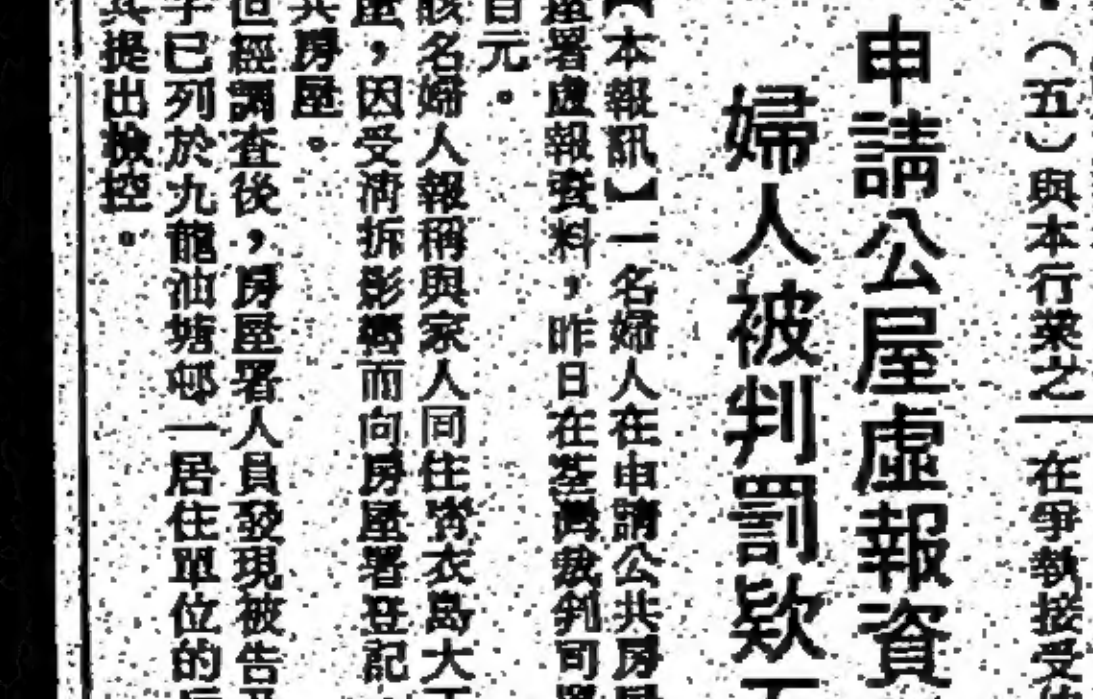 （五）與本行業之一在爭執接受
申請公屋虛報資
婦人被判罰欵
【本報訊】一名婦人在申請公共房屋
屋署虛報資料，昨日在荃灣裁判司署
百元。
該名婦人報稱與家人同住靑衣島大
屋，因受清拆影響而向房屋署登記，
共房屋。
但經調查後，房屋署人員發現被告及
字已列於九龍油塘邨一居住單位的
其提出檢控。